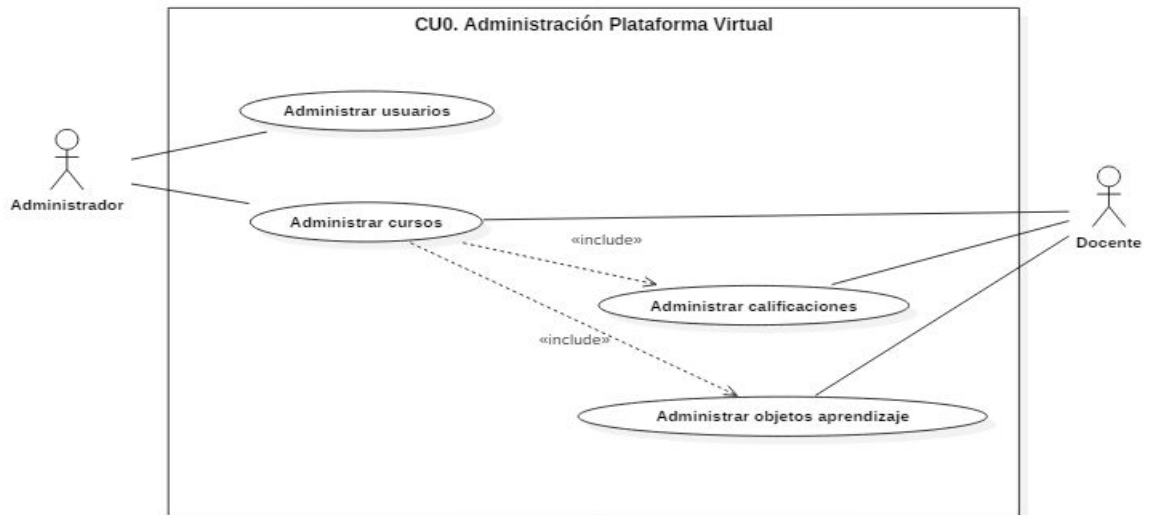 CU0. Administración Plataforma Virtual
Administrar usuarios
Administrador
Administrar cursos
«include»
Docente
Administrar calificaciones
«include»
Administrar objetos aprendizaje